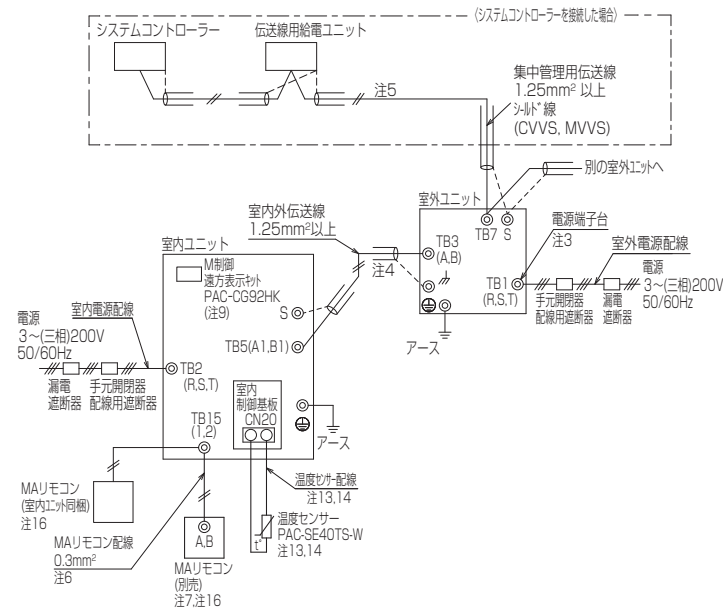 (システムコントローラーを接続した場合)
システムコントローラー
伝送線用給電ユニット
注5
集中管理用伝送線
1.25mm² 以上
シールド線
(CVVS, MVVS)
別の室外ユニットへ
室外ユニット
TB7
S
室内外伝送線
1.25mm²以上
注4
TB3
(A,B)
電源端子台
注3
室外電源配線
TB1
(R,S,T)
電源
3～(三相)200V
50/60Hz
手元開閉器
配線用遮断器
漏電
遮断器
アース
室内ユニット
M制御
遠方表示キット
PAC-CG92HK
(注9)
S
TB5(A1,B1)
室内電源配線
電源
3～(三相)200V
50/60Hz
漏電
遮断器
手元開閉器
配線用遮断器
TB2
(R,S,T)
TB15
(1,2)
室内
制御基板
CN20
アース
MAリモコン
(室内ユニット同梱)
注16
MAリモコン配線
0.3mm²
注6
A,B
MAリモコン
(別売)
注7,注16
温度センサー配線
注13,14
t°
温度センサー
PAC-SE40TS-W
注13,14